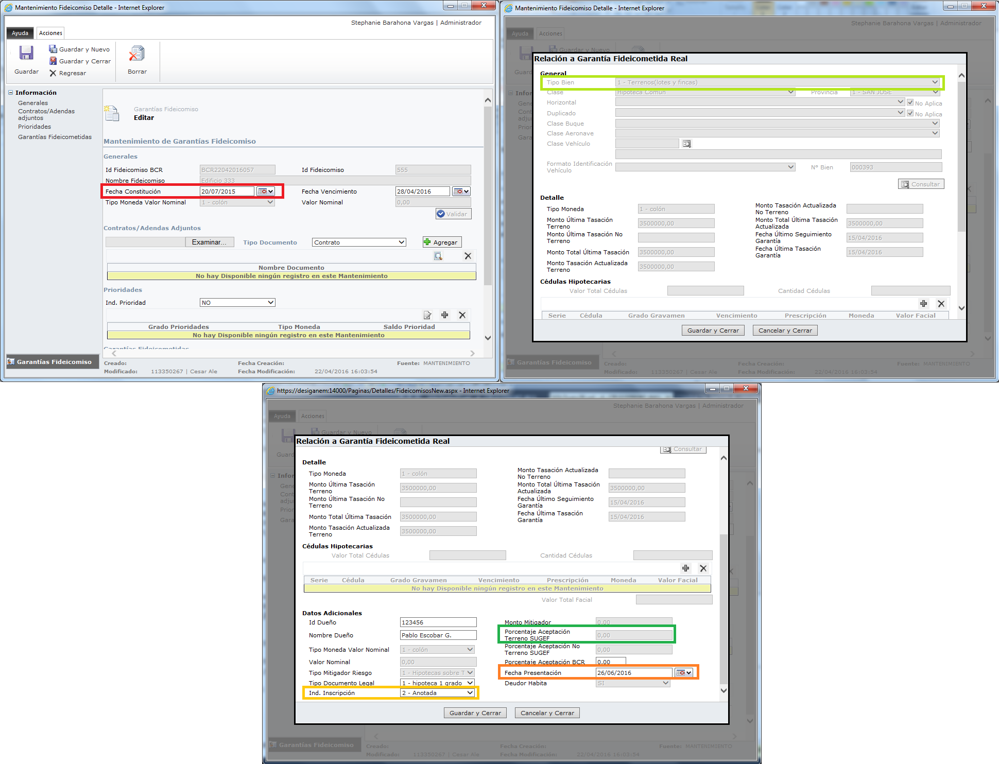 Mantenimiento Fideicomiso Detalle - Internet Explorer
Stephanie Barahona Vargas | Administrador
Ayuda Acciones
Guardar
Guardar y Nuevo
Guardar y Cerrar
Regresar
Borrar
Información
Generales
Contratos/Adendas
adjuntos
Prioridades
Garantías Fideicometidas
Garantías Fideicomiso
Editar
Mantenimiento de Garantías Fideicomiso
Generales
Id Fideicomiso BCR BCR22042016057 Id Fideicomiso 555
Nombre Fideicomiso Edificio 333
Fecha Constitución 20/07/2015 Fecha Vencimiento 28/04/2016
Tipo Moneda Valor Nominal 1 - colón Valor Nominal 0,00
Validar
Contratos/Adendas Adjuntos
Examinar... Tipo Documento Contrato Agregar
Nombre Documento
No hay Disponible ningún registro en este Mantenimiento
Prioridades
Ind. Prioridad NO
Grado Prioridades Tipo Moneda Saldo Prioridad
No hay Disponible ningún registro en este Mantenimiento
Garantías Fideicometidas
Garantías Fideicomiso
Creado: Fecha Creación: Fuente: MANTENIMIENTO
Modificado: 113350267 | Cesar Ale Fecha Modificación: 22/04/2016 16:03:54
Mantenimiento Fideicomiso Detalle - Internet Explorer
Stephanie Barahona Vargas | Administrador
Ayuda Acciones
Guardar y Nuevo
Relación a Garantía Fideicometida Real
General
Tipo Bien 1 - Terrenos(lotes y fincas)
Clase Hipoteca Común Provincia 1 - SAN JOSE
Horizontal No Aplica
Duplicado No Aplica
Clase Buque
Clase Aeronave
Clase Vehículo
Formato Identificación
Vehículo N° Bien 000393
Consultar
Detalle
Tipo Moneda 1 - colón
Monto Tasación Actualizada
No Terreno
Monto Última Tasación
Terreno 3500000,00
Monto Total Última Tasación
Actualizada 3500000,00
Monto Última Tasación No
Terreno
Fecha Último Seguimiento
Garantía 15/04/2016
Monto Total Última Tasación 3500000,00
Fecha Última Tasación
Garantía 15/04/2016
Monto Tasación Actualizada
Terreno 3500000,00
Cédulas Hipotecarias
Valor Total Cédulas Cantidad Cédulas
Serie Cédula Grado Gravamen Vencimiento Prescripción Moneda Valor Facial
Guardar y Cerrar Cancelar y Cerrar
Garantías Fideicomiso
Creado: Fecha Creación: Fuente: MANTENIMIENTO
Modificado: 113350267 | Cesar Ale Fecha Modificación: 22/04/2016 16:03:54
https://desiganem:14000/Paginas/Detalles/FideicomisosNew.aspx - Internet Explorer
Stephanie Barahona Vargas | Administrador
Ayuda Acciones
Guardar y Nuevo
Relación a Garantía Fideicometida Real
Consultar
Detalle
Tipo Moneda 1 - colón
Monto Tasación Actualizada
No Terreno
Monto Última Tasación
Terreno 3500000,00
Monto Total Última Tasación
Actualizada 3500000,00
Monto Última Tasación No
Terreno
Fecha Último Seguimiento
Garantía 15/04/2016
Monto Total Última Tasación 3500000,00
Fecha Última Tasación
Garantía 15/04/2016
Monto Tasación Actualizada
Terreno 3500000,00
Cédulas Hipotecarias
Valor Total Cédulas Cantidad Cédulas
Serie Cédula Grado Gravamen Vencimiento Prescripción Moneda Valor Facial
No hay Disponible ningún registro en este Mantenimiento
Valor Total Facial
Datos Adicionales
Id Dueño 123456 Monto Mitigador 0,00
Nombre Dueño Pablo Escobar G.
Porcentaje Aceptación
Terreno SUGEF 0,00
Tipo Moneda Valor Nominal 1 - colón
Porcentaje Aceptación No
Terreno SUGEF 0,00
Valor Nominal 0,00 Porcentaje Aceptación BCR 0,00
Tipo Mitigador Riesgo 1 - Hipotecas sobre T Fecha Presentación 26/06/2016
Tipo Documento Legal 1 - hipoteca 1 grado Deudor Habita SI
Ind. Inscripción 2 - Anotada
Guardar y Cerrar Cancelar y Cerrar
Garantías Fideicomiso
Creado: Fecha Creación: Fuente: MANTENIMIENTO
Modificado: 113350267 | Cesar Ale Fecha Modificación: 22/04/2016 16:03:54